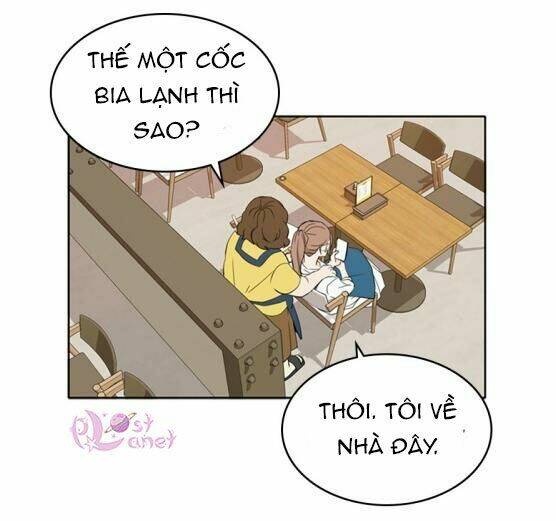 THẾ MỘT CỐC
BIA LẠNH THÌ
SAO?
THÔI. TÔI VỀ
NHÀ ĐÂY.
Lost
Planet